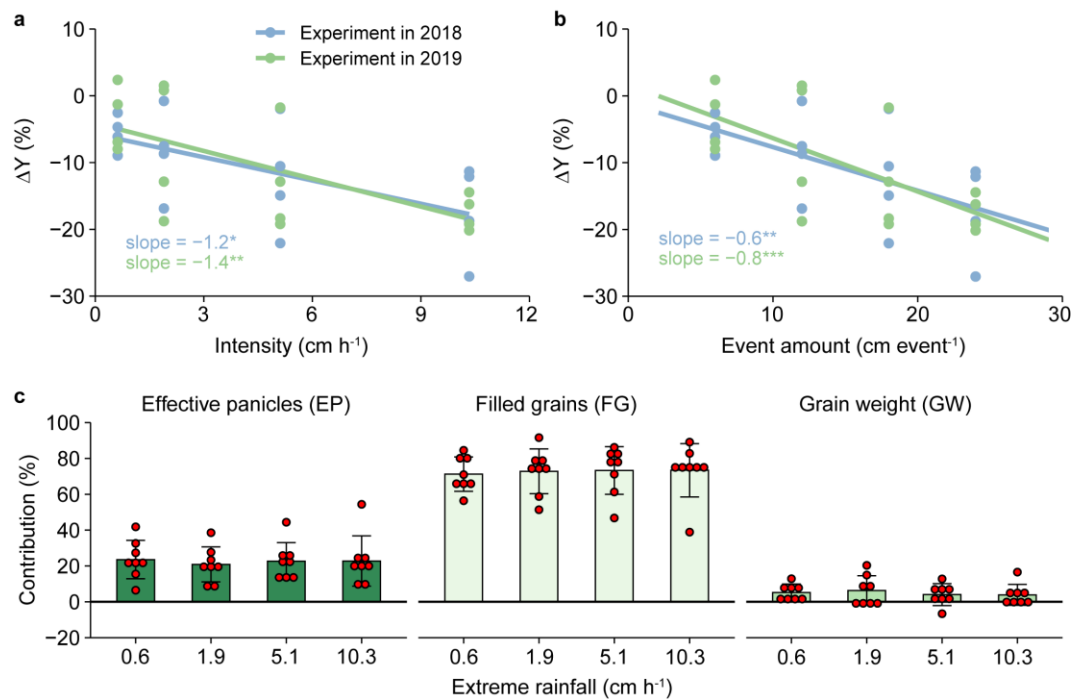 a
b
Experiment in 2018
Experiment in 2019
10
0
−10
−20
−30
ΔY (%)
slope = −1.2*
slope = −1.4**
0
3
6
9
12
Intensity (cm h⁻¹)
10
0
−10
−20
−30
ΔY (%)
slope = −0.6**
slope = −0.8***
0
10
20
30
Event amount (cm event⁻¹)
c
Effective panicles (EP)
Filled grains (FG)
Grain weight (GW)
100
80
60
40
20
0
−20
Contribution (%)
0.6 1.9 5.1 10.3
0.6 1.9 5.1 10.3
0.6 1.9 5.1 10.3
Extreme rainfall (cm h⁻¹)